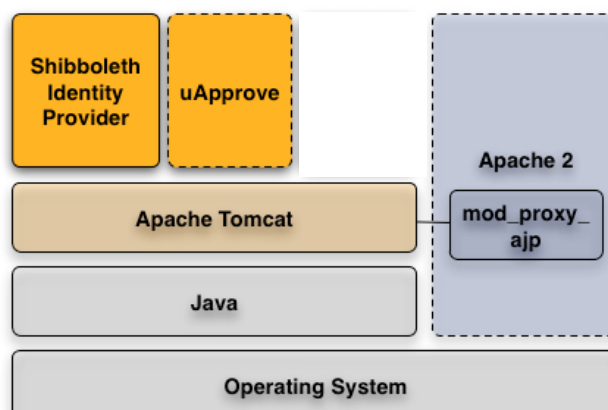 Shibboleth
Identity
Provider
uApprove
Apache 2
Apache Tomcat
mod_proxy_
ajp
Java
Operating System